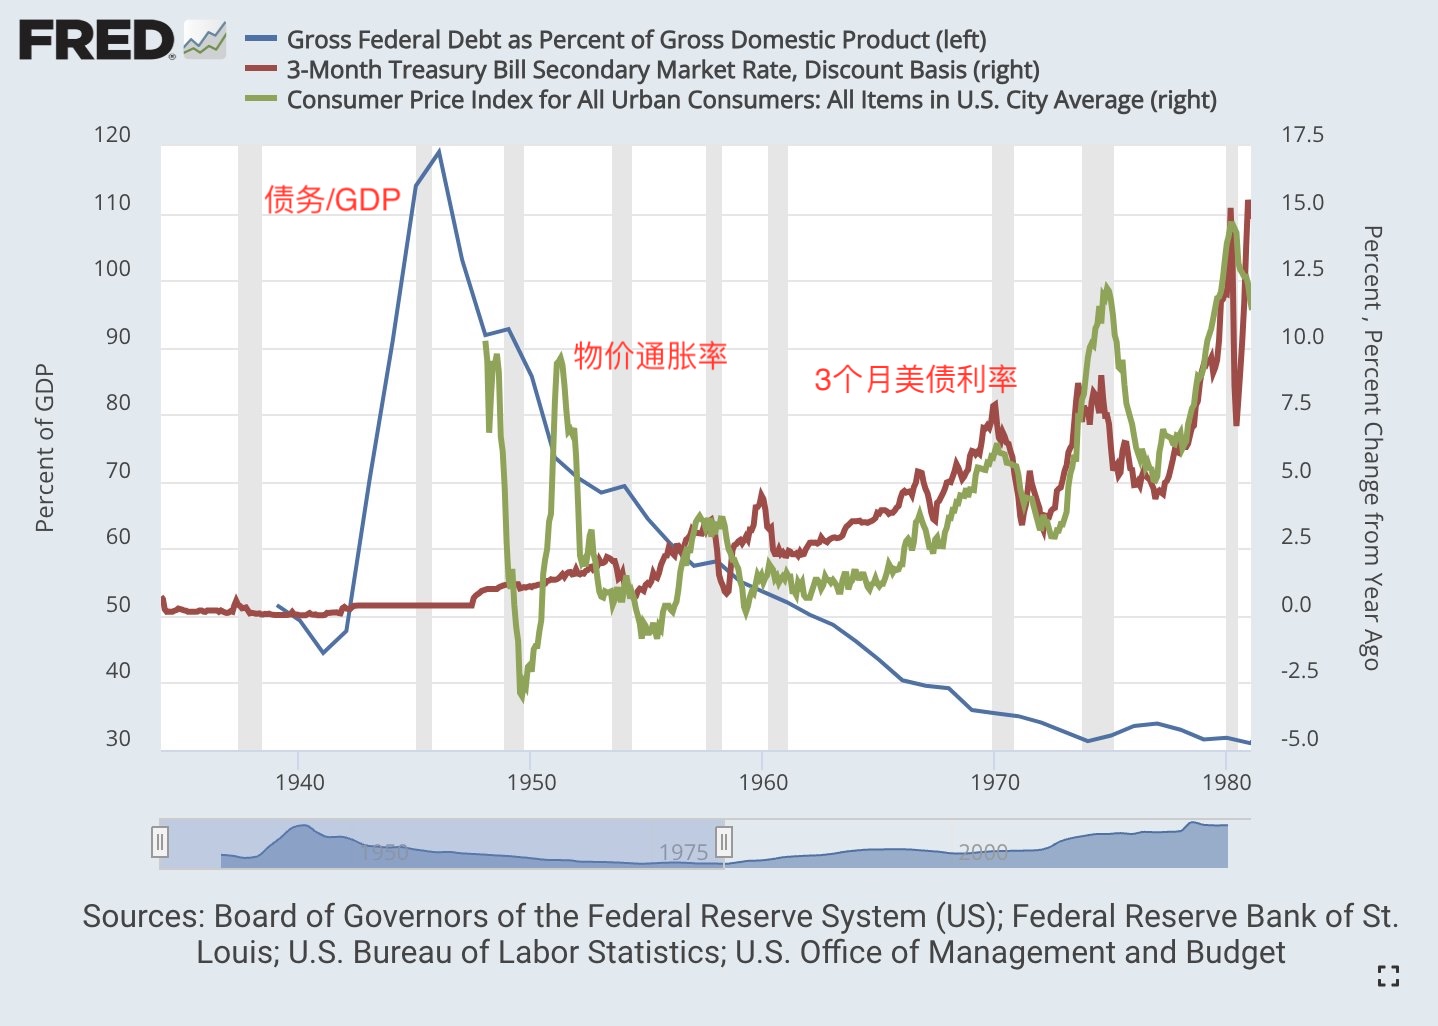 FRED
Gross Federal Debt as Percent of Gross Domestic Product (left)
3-Month Treasury Bill Secondary Market Rate, Discount Basis (right)
Consumer Price Index for All Urban Consumers: All Items in U.S. City Average (right)
120
110
100
90
80
70
60
50
40
30
Percent of GDP
债务/GDP
物价通胀率
3个月美债利率
17.5
15.0
12.5
10.0
7.5
5.0
2.5
0.0
-2.5
-5.0
Percent , Percent Change from Year Ago
1940
1950
1960
1970
1980
1950
1975
2000
Sources: Board of Governors of the Federal Reserve System (US); Federal Reserve Bank of St.
Louis; U.S. Bureau of Labor Statistics; U.S. Office of Management and Budget